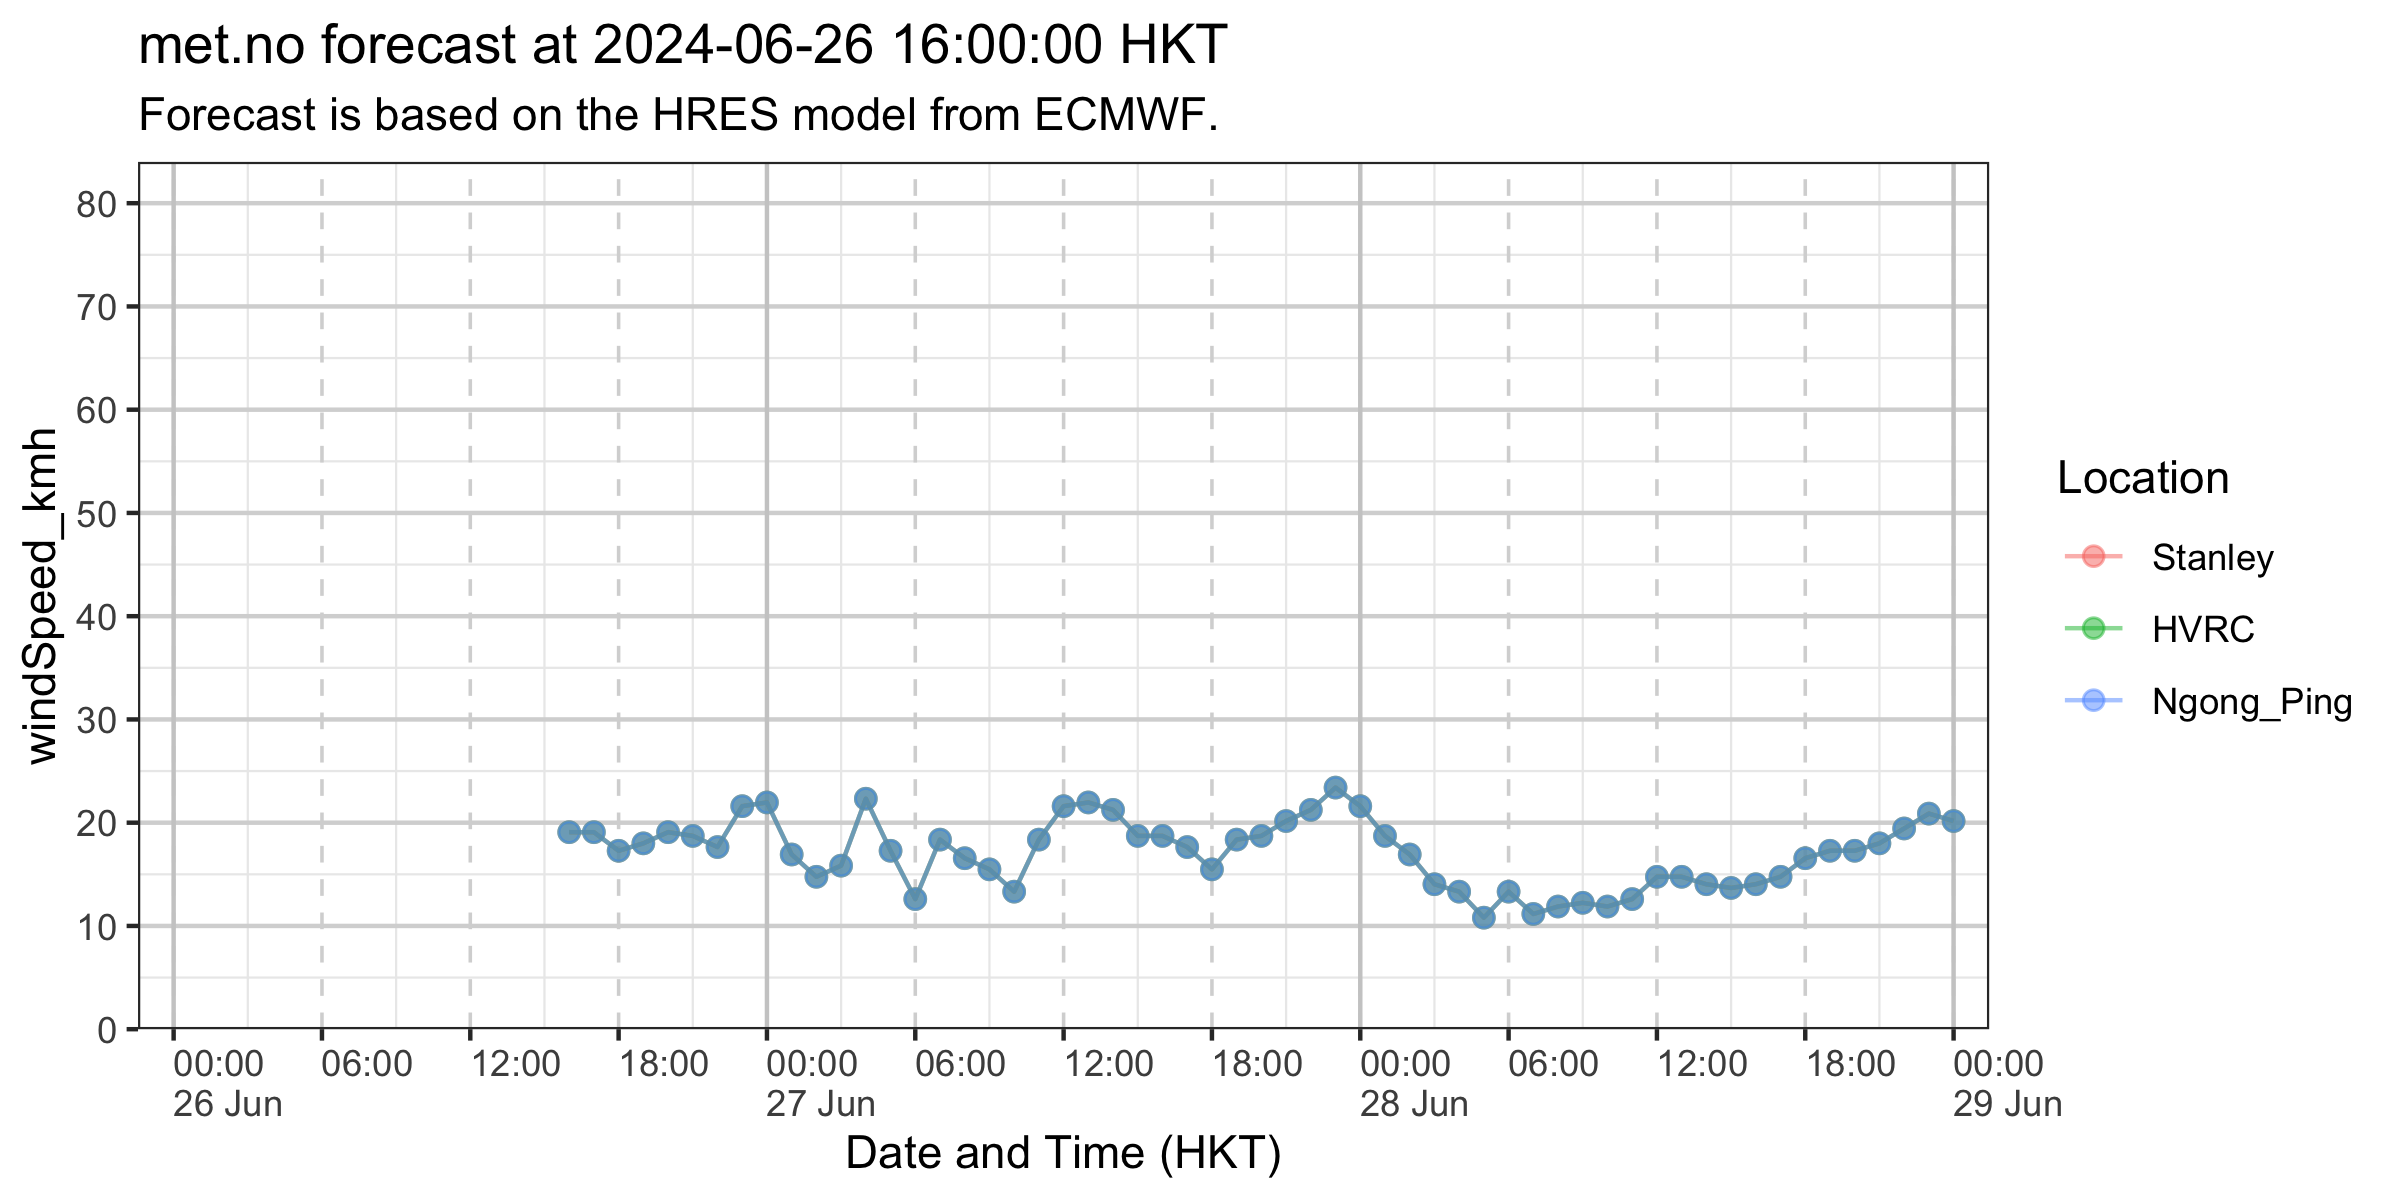 met.no forecast at 2024-06-26 16:00:00 HKT
Forecast is based on the HRES model from ECMWF.
windSpeed_kmh
80
70
60
50
40
30
20
10
0
00:00 06:00 12:00 18:00 00:00 06:00 12:00 18:00 00:00 06:00 12:00 18:00 00:00
26 Jun 27 Jun 28 Jun 29 Jun
Date and Time (HKT)
Location
Stanley
HVRC
Ngong_Ping